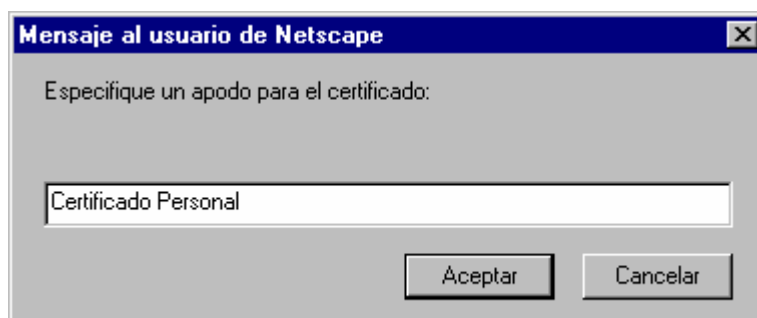 Mensaje al usuario de Netscape
Especifique un apodo para el certificado:
Certificado Personal
Aceptar Cancelar